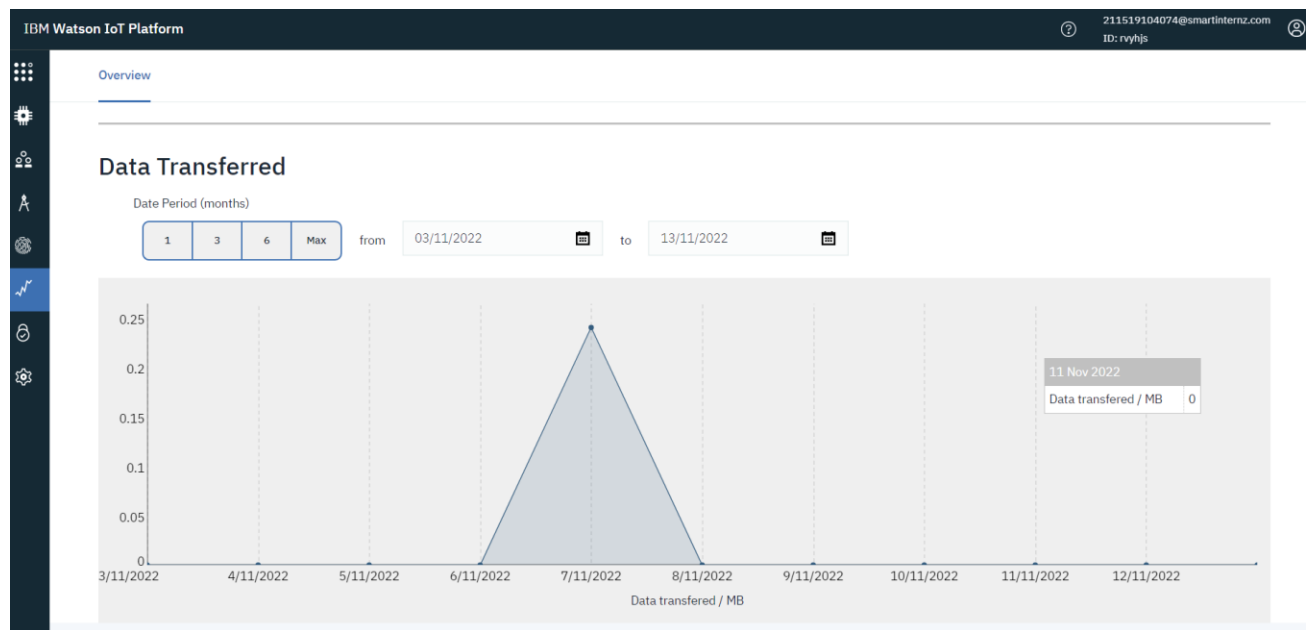 IBM Watson IoT Platform
211519104074@smartinternz.com
ID: rvyhjs
Overview
Data Transferred
Date Period (months)
1 3 6 Max from 03/11/2022 to 13/11/2022
0.25
0.2
0.15
0.1
0.05
0
11 Nov 2022
Data transfered / MB 0
3/11/2022 4/11/2022 5/11/2022 6/11/2022 7/11/2022 8/11/2022 9/11/2022 10/11/2022 11/11/2022 12/11/2022
Data transfered / MB